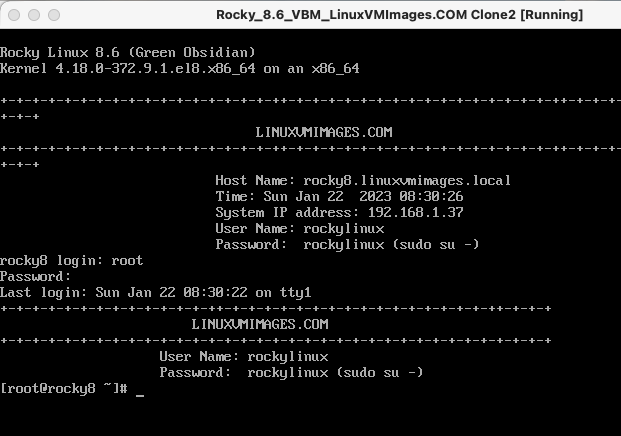 Rocky_8.6_VBM_LinuxVMImages.COM Clone2 [Running]
Rocky Linux 8.6 (Green Obsidian)
Kernel 4.18.0-372.9.1.el8.x86_64 on an x86_64
+-+-+-+-+-+-+-+-+-+-+-+-+-+-+-+-+-+-+-+-+-+-+-+-+-+-+-+-+-+-+-+-+-+-+-+-+-+-+-
+-+-+
LINUXVMIMAGES.COM
+-+-+-+-+-+-+-+-+-+-+-+-+-+-+-+-+-+-+-+-+-+-+-+-+-+-+-+-+-+-+-+-+-+-+-+-+-+-+-
+-+-+
Host Name: rocky8.linuxvmimages.local
Time: Sun Jan 22  2023 08:30:26
System IP address: 192.168.1.37
User Name: rockylinux
Password:  rockylinux (sudo su -)
rocky8 login: root
Password:
Last login: Sun Jan 22 08:30:22 on tty1
+-+-+-+-+-+-+-+-+-+-+-+-+-+-+-+-+-+-+-+-+-+-+-+-+-+-+-+-+-+-+-+-+-+-+
LINUXVMIMAGES.COM
+-+-+-+-+-+-+-+-+-+-+-+-+-+-+-+-+-+-+-+-+-+-+-+-+-+-+-+-+-+-+-+-+-+-+
User Name: rockylinux
Password:  rockylinux (sudo su -)
[root@rocky8 ~]# _